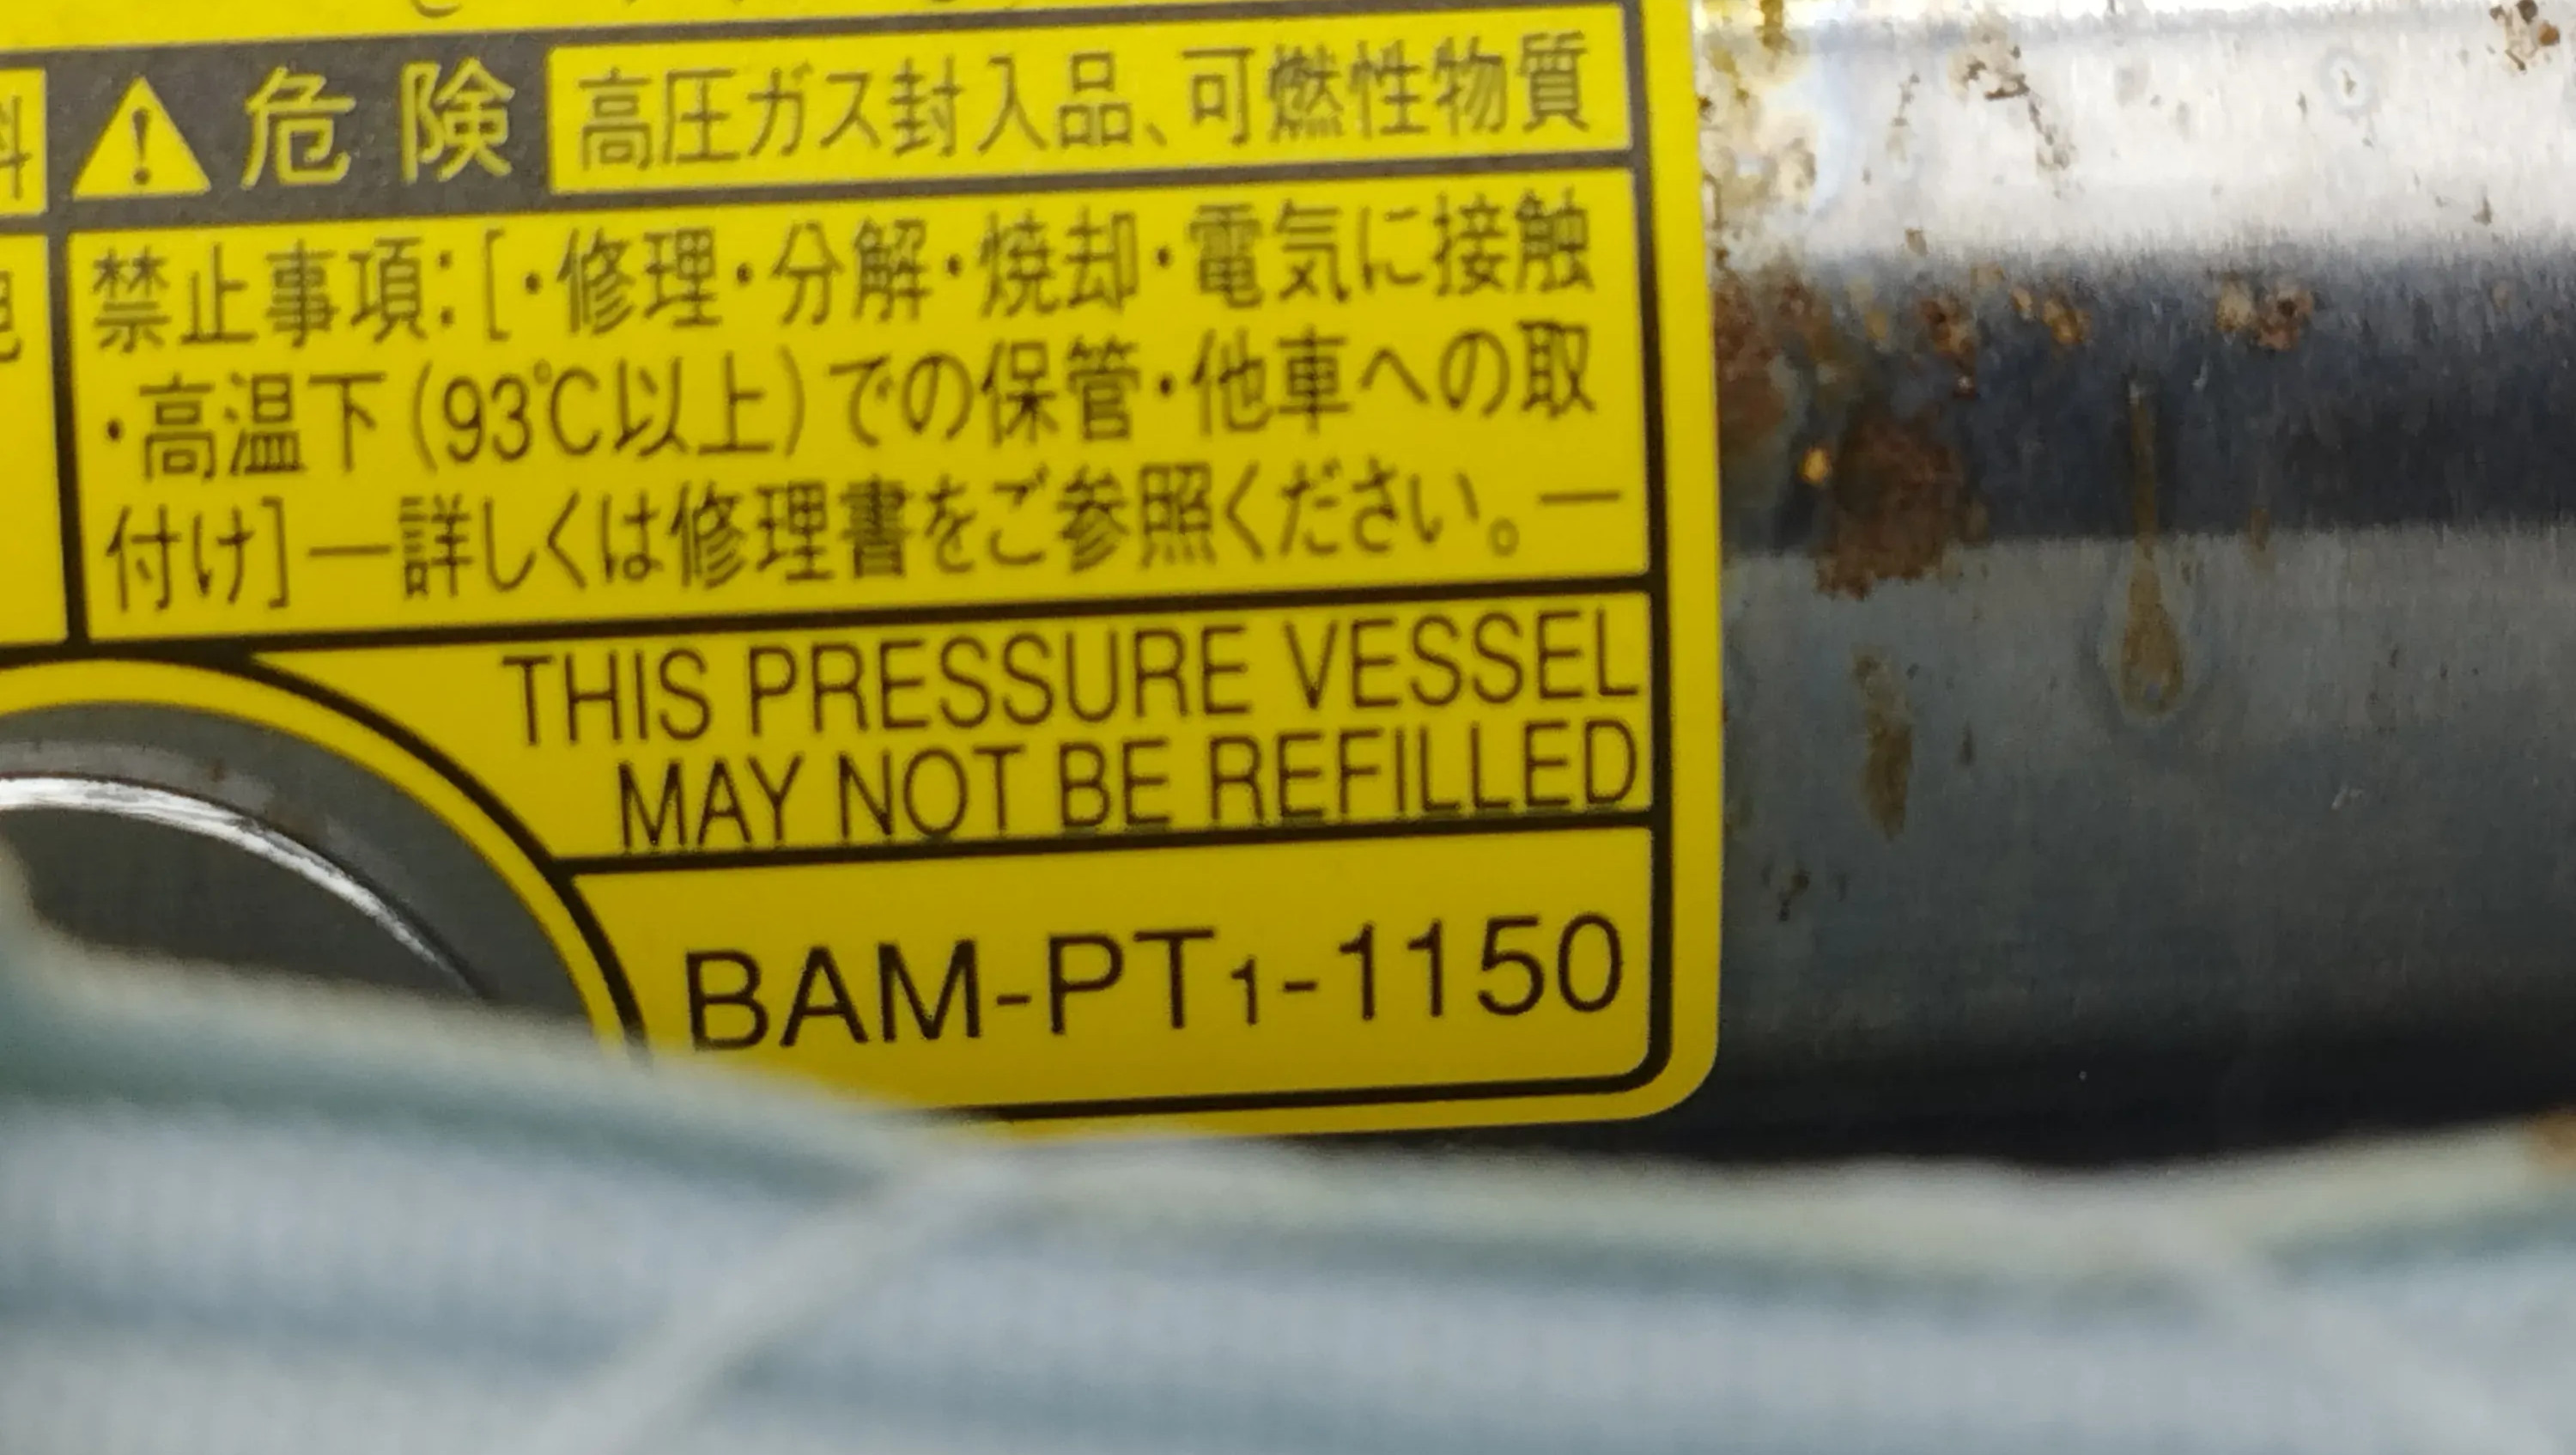 危険 高圧ガス封入品、可燃性物質
禁止事項:[・修理・分解・焼却・電気に接触
・高温下(93℃以上)での保管・他車への取
付け]―詳しくは修理書をご参照ください。―
THIS PRESSURE VESSEL
MAY NOT BE REFILLED
BAM-PT1-1150